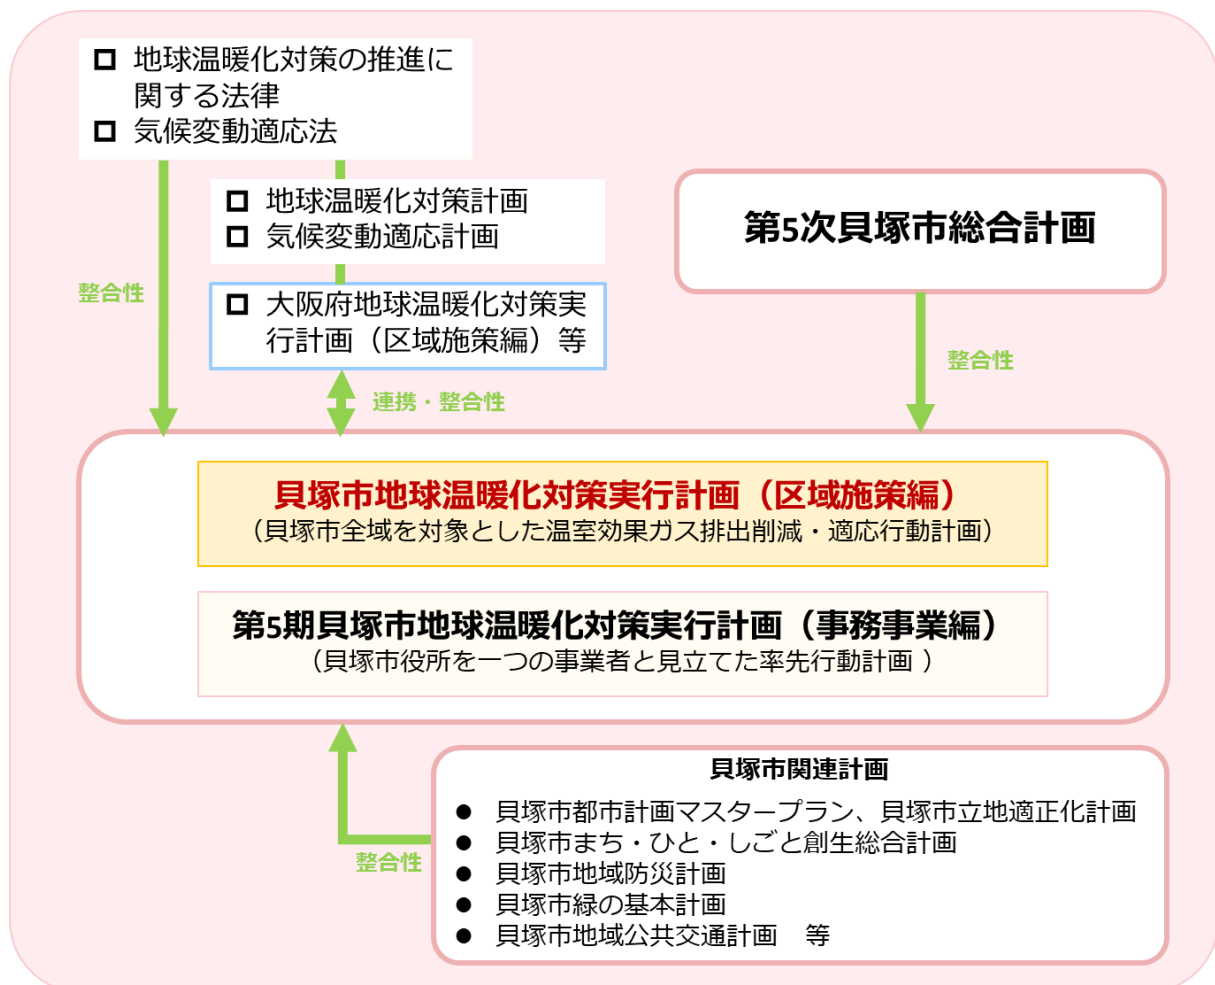 □ 地球温暖化対策の推進に
関する法律
□ 気候変動適応法
□ 地球温暖化対策計画
□ 気候変動適応計画
第5次貝塚市総合計画
整合性
□ 大阪府地球温暖化対策実
行計画（区域施策編）等
整合性
連携・整合性
貝塚市地球温暖化対策実行計画（区域施策編）
（貝塚市全域を対象とした温室効果ガス排出削減・適応行動計画）
第5期貝塚市地球温暖化対策実行計画（事務事業編）
（貝塚市役所を一つの事業者と見立てた率先行動計画 ）
貝塚市関連計画
● 貝塚市都市計画マスタープラン、貝塚市立地適正化計画
● 貝塚市まち・ひと・しごと創生総合計画
整合性
● 貝塚市地域防災計画
● 貝塚市緑の基本計画
● 貝塚市地域公共交通計画　等